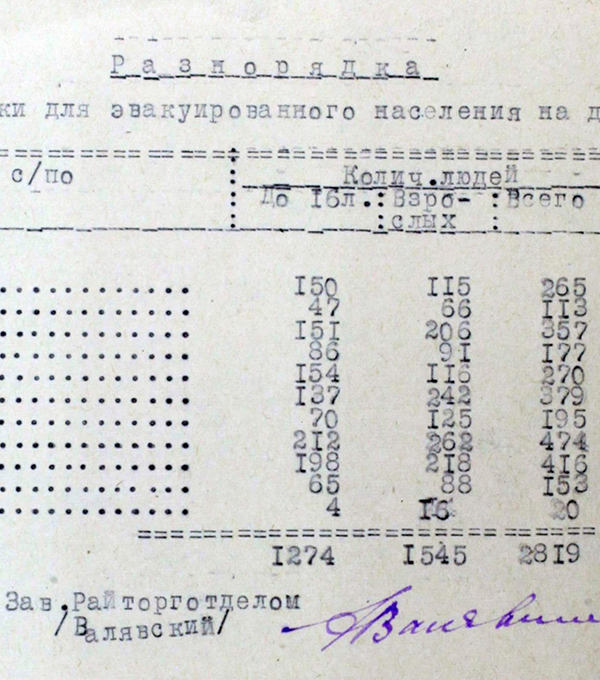 Разнорядка
ки для эвакуированного населения на д
с/по : Колич.людей
: До 16л.: Взро- : Всего
: : слых :
150 115 265
47 66 113
151 206 357
86 91 177
154 116 270
137 242 379
70 125 195
212 262 474
198 218 416
65 88 153
4 16 20
1274 1545 2819
Зав.Райторготделом
/Валявский/